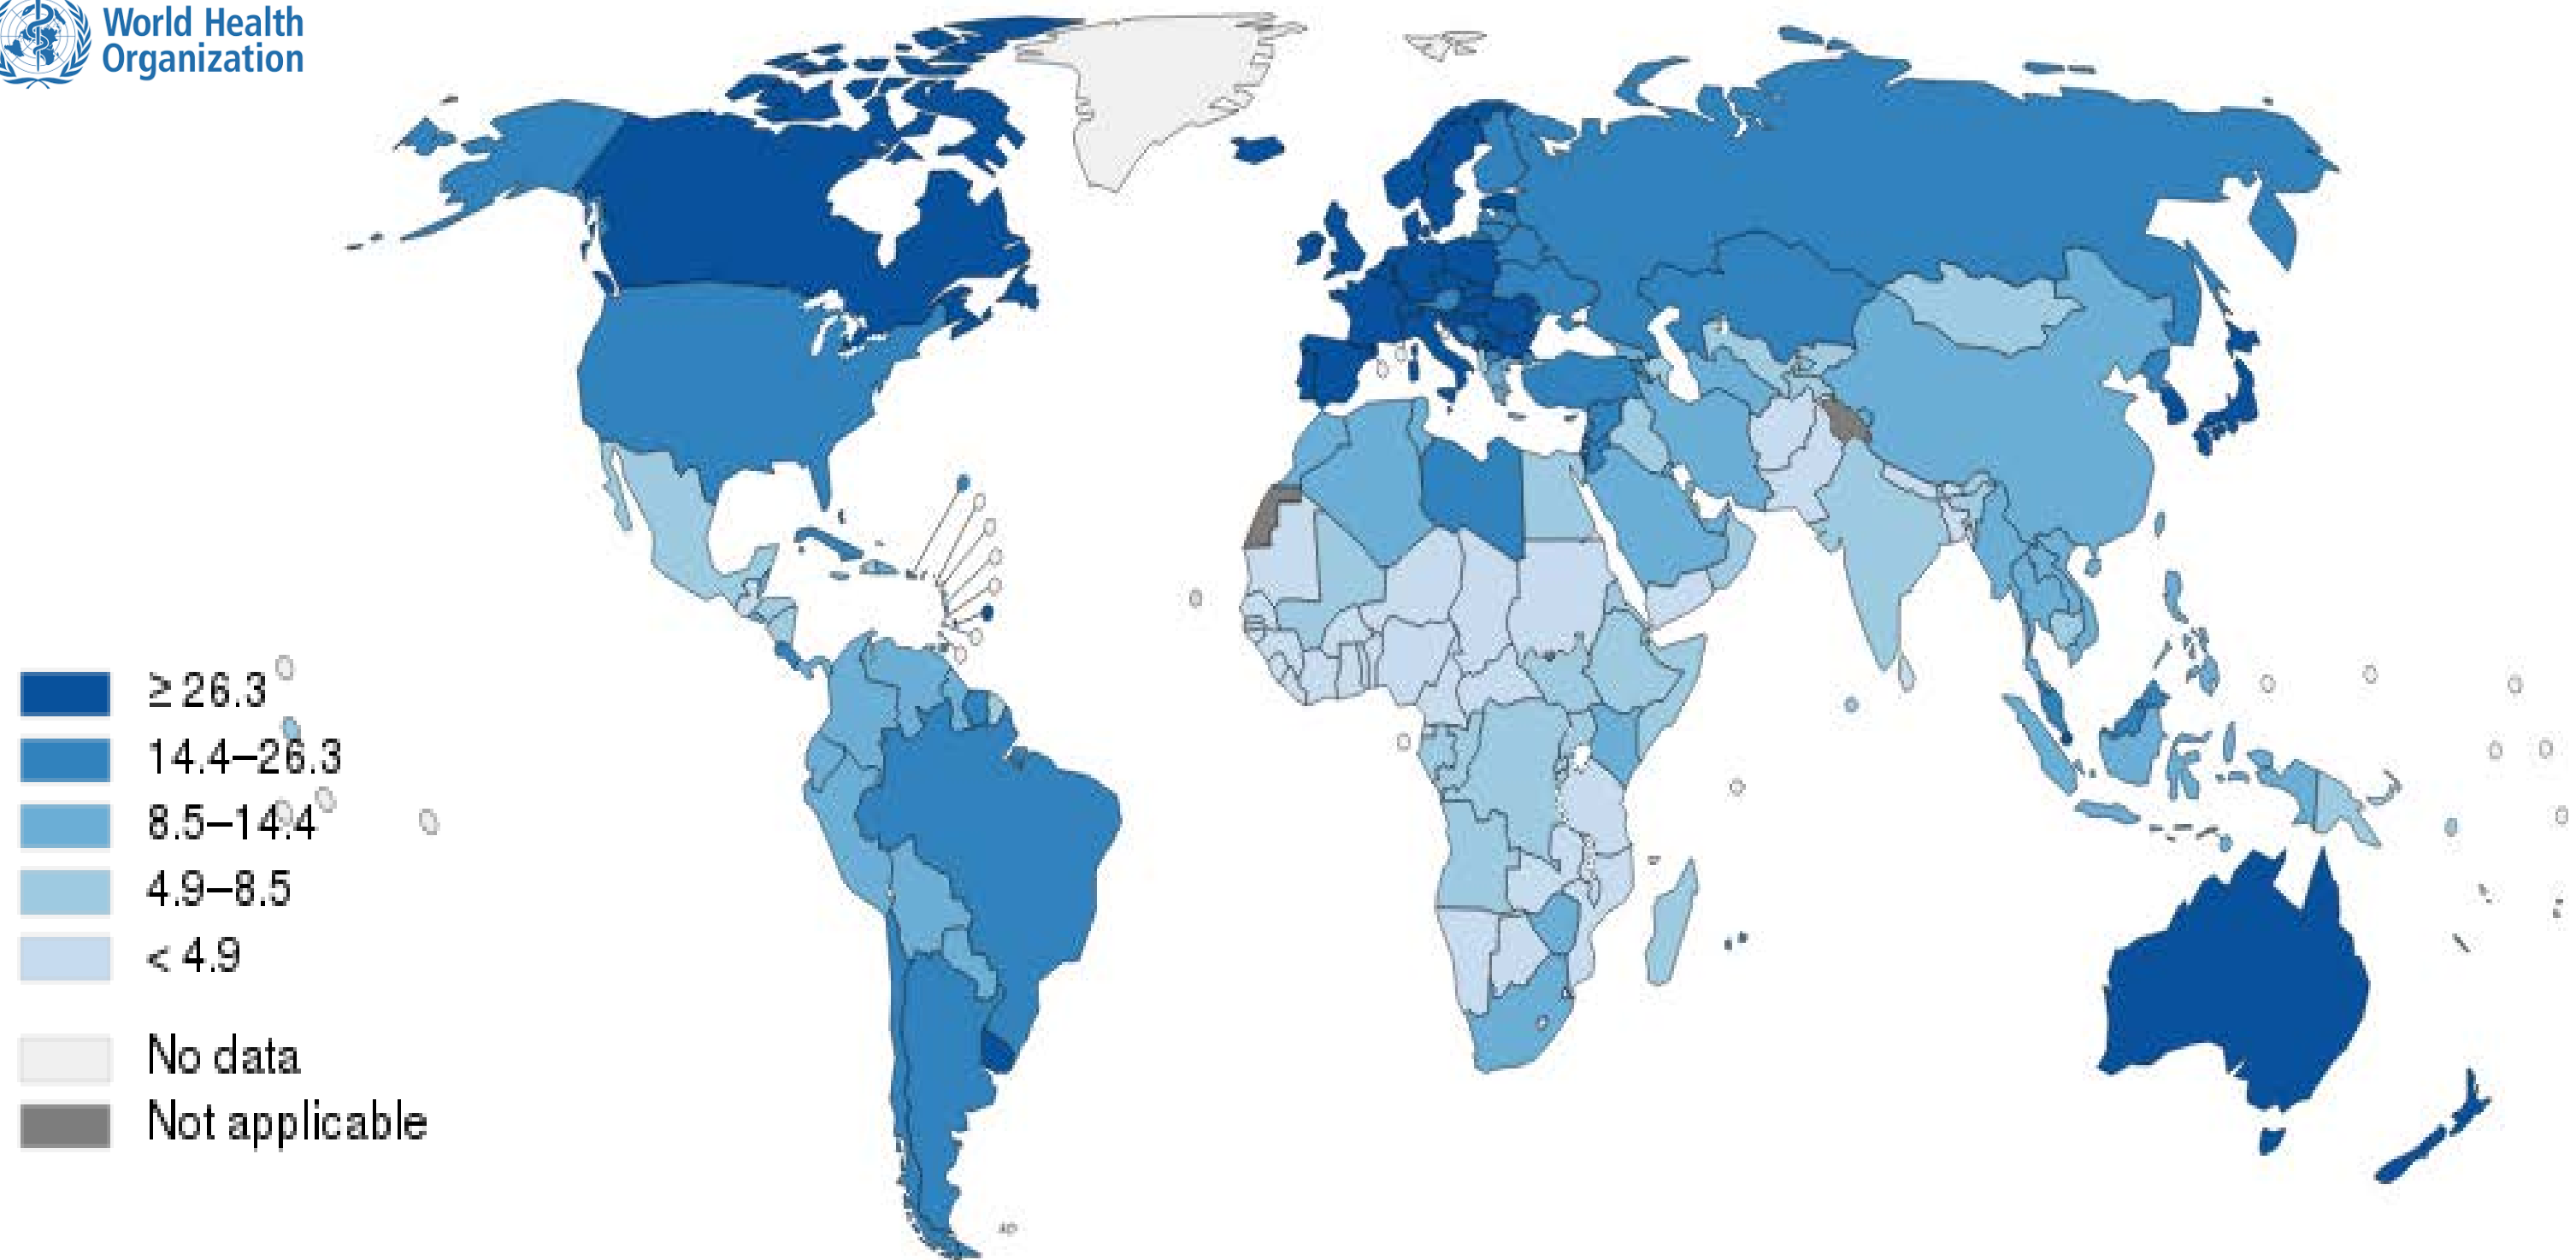 World Health
Organization
≥ 26.3
14.4–26.3
8.5–14.4
4.9–8.5
< 4.9
No data
Not applicable